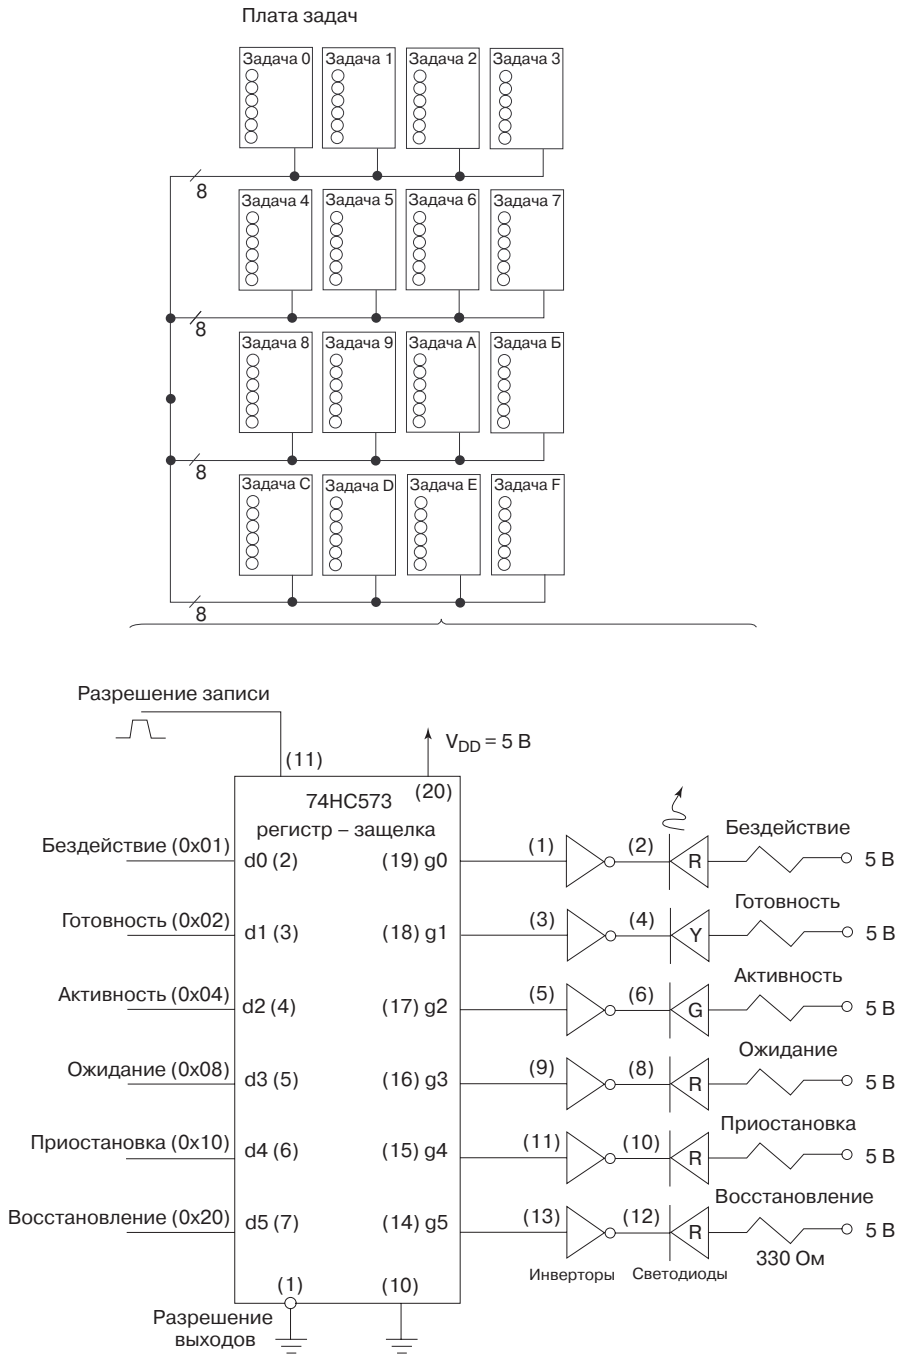 Плата задач
Задача 0 Задача 1 Задача 2 Задача 3
8
Задача 4 Задача 5 Задача 6 Задача 7
8
Задача 8 Задача 9 Задача А Задача Б
8
Задача С Задача D Задача Е Задача F
8
Разрешение записи
(11)
V_DD = 5 В
(20)
74HC573
регистр – защелка
Бездействие (0x01) d0 (2) (19) g0 (1) (2) R Бездействие 5 В
Готовность (0x02) d1 (3) (18) g1 (3) (4) Y Готовность 5 В
Активность (0x04) d2 (4) (17) g2 (5) (6) G Активность 5 В
Ожидание (0x08) d3 (5) (16) g3 (9) (8) R Ожидание 5 В
Приостановка (0x10) d4 (6) (15) g4 (11) (10) R Приостановка 5 В
Восстановление (0x20) d5 (7) (14) g5 (13) (12) R Восстановление 5 В
330 Ом
Инверторы Светодиоды
(1) (10)
Разрешение
выходов